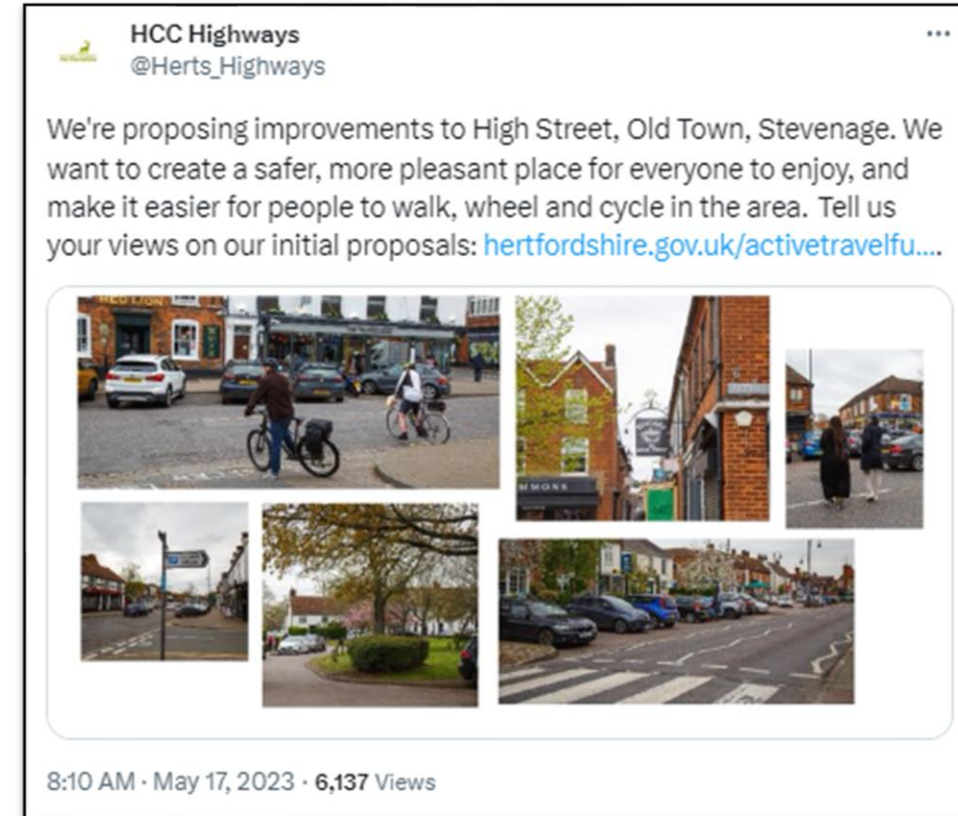 HCC Highways
@Herts_Highways
We're proposing improvements to High Street, Old Town, Stevenage. We
want to create a safer, more pleasant place for everyone to enjoy, and
make it easier for people to walk, wheel and cycle in the area. Tell us
your views on our initial proposals: hertfordshire.gov.uk/activetravelfu....
RED LION
MMONS
8:10 AM · May 17, 2023 · 6,137 Views